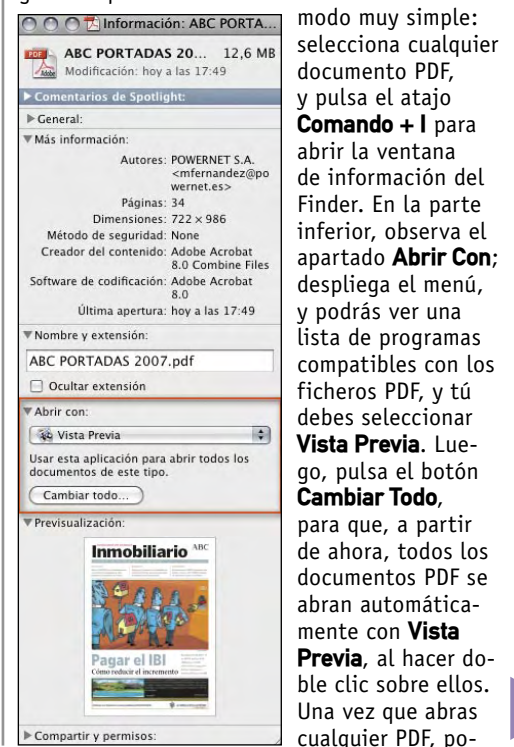 Información: ABC PORTA...
PDF
Adobe
ABC PORTADAS 20... 12,6 MB
Modificación: hoy a las 17:49
Comentarios de Spotlight:
General:
Más información:
Autores: POWERNET S.A.
<mfernandez@po
wernet.es>
Páginas: 34
Dimensiones: 722 × 986
Método de seguridad: None
Creador del contenido: Adobe Acrobat
8.0 Combine Files
Software de codificación: Adobe Acrobat
8.0
Última apertura: hoy a las 17:49
Nombre y extensión:
ABC PORTADAS 2007.pdf
Ocultar extensión
Abrir con:
Vista Previa
Usar esta aplicación para abrir todos los
documentos de este tipo.
Cambiar todo...
Previsualización:
Inmobiliario ABC
Pagar el IBI
Cómo reducir el incremento
Compartir y permisos:
modo muy simple:
selecciona cualquier
documento PDF,
y pulsa el atajo
Comando + I para
abrir la ventana
de información del
Finder. En la parte
inferior, observa el
apartado Abrir Con;
despliega el menú,
y podrás ver una
lista de programas
compatibles con los
ficheros PDF, y tú
debes seleccionar
Vista Previa. Lue-
go, pulsa el botón
Cambiar Todo,
para que, a partir
de ahora, todos los
documentos PDF se
abran automática-
mente con Vista
Previa, al hacer do-
ble clic sobre ellos.
Una vez que abras
cualquier PDF, po-